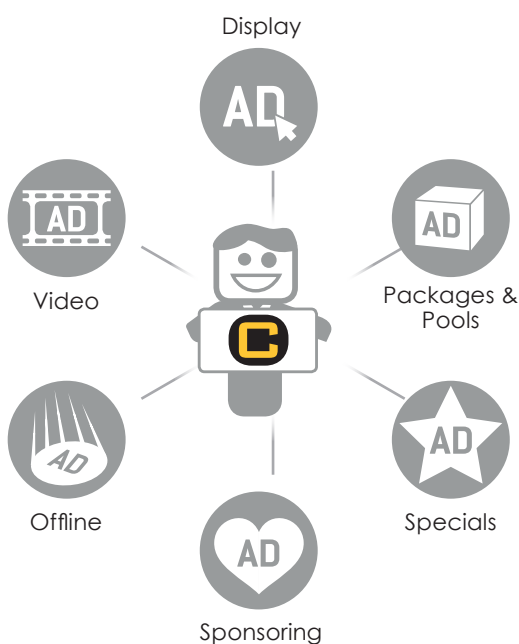 Display
AD
AD
Video
AD
Packages &
Pools
C
AD
Offline
AD
Specials
AD
Sponsoring